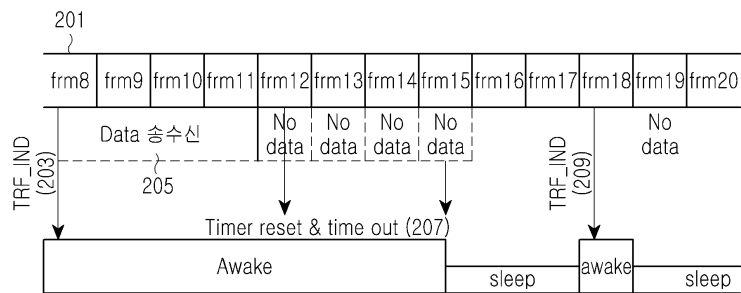 201
frm8 frm9 frm10 frm11 frm12 frm13 frm14 frm15 frm16 frm17 frm18 frm19 frm20
TRF_IND
(203)
Data 송수신
205
No
data
No
data
No
data
No
data
TRF_IND
(209)
No
data
Timer reset & time out (207)
Awake
sleep
awake
sleep